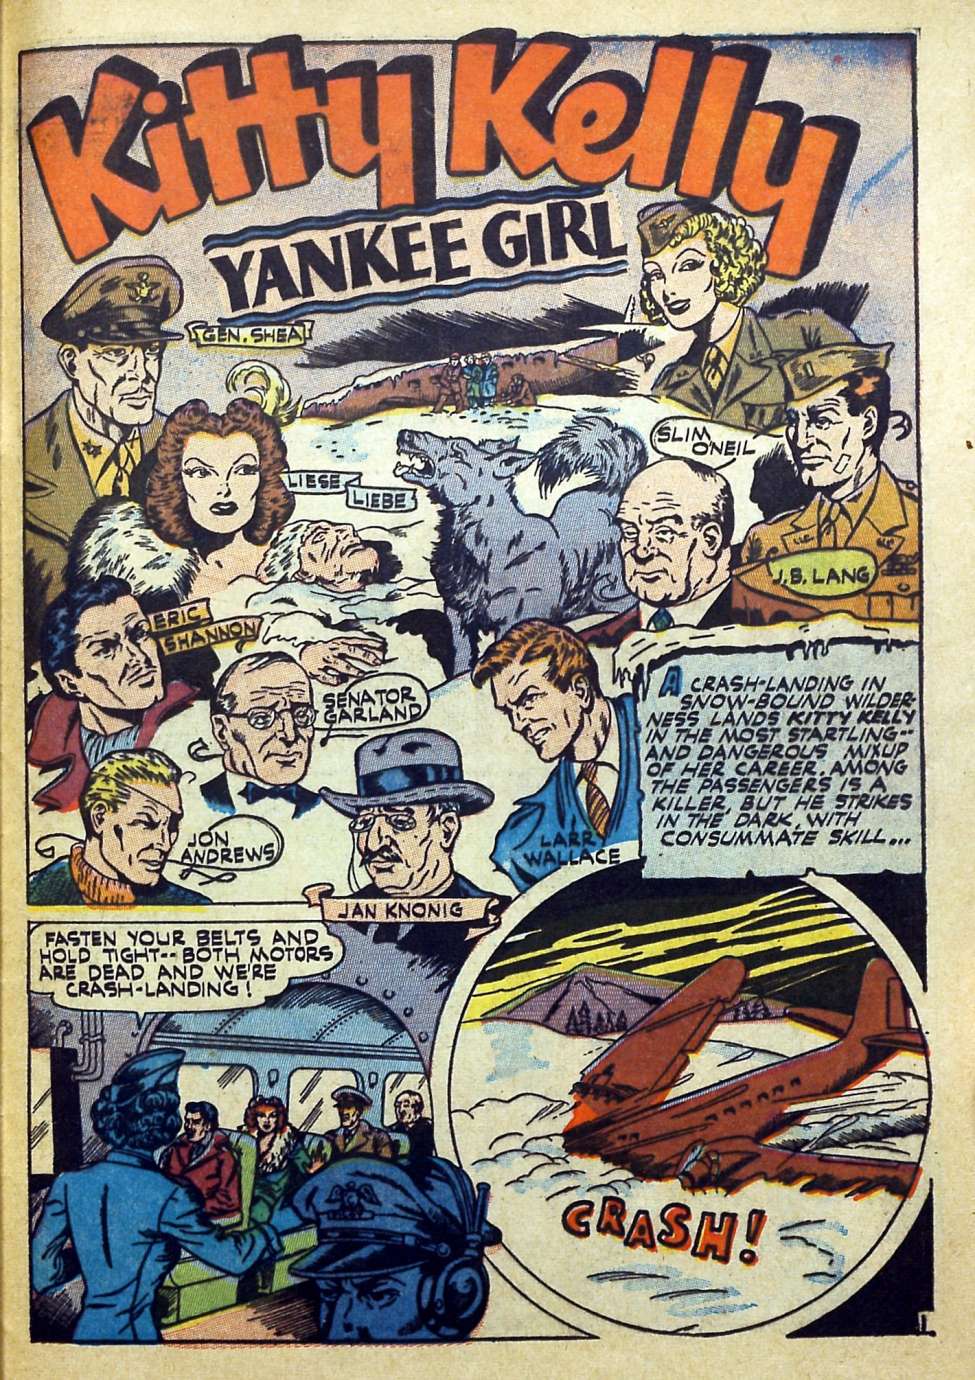 Kitty Kelly
YANKEE GIRL
GEN. SHEA
LIESE
LIEBE
SLIM
O'NEIL
J.B. LANG
ERIC
SHANNON
SENATOR
GARLAND
JON
ANDREWS
JAN KNONIG
LARR
WALLACE
A CRASH-LANDING IN
SNOW-BOUND WILDER-
NESS LANDS KITTY KELLY
IN THE MOST STARTLING--
AND DANGEROUS MIXUP
OF HER CAREER. AMONG
THE PASSENGERS IS A
KILLER, BUT HE STRIKES
IN THE DARK, WITH
CONSUMMATE SKILL...
FASTEN YOUR BELTS AND
HOLD TIGHT-- BOTH MOTORS
ARE DEAD AND WE'RE
CRASH-LANDING!
CRASH!
1.